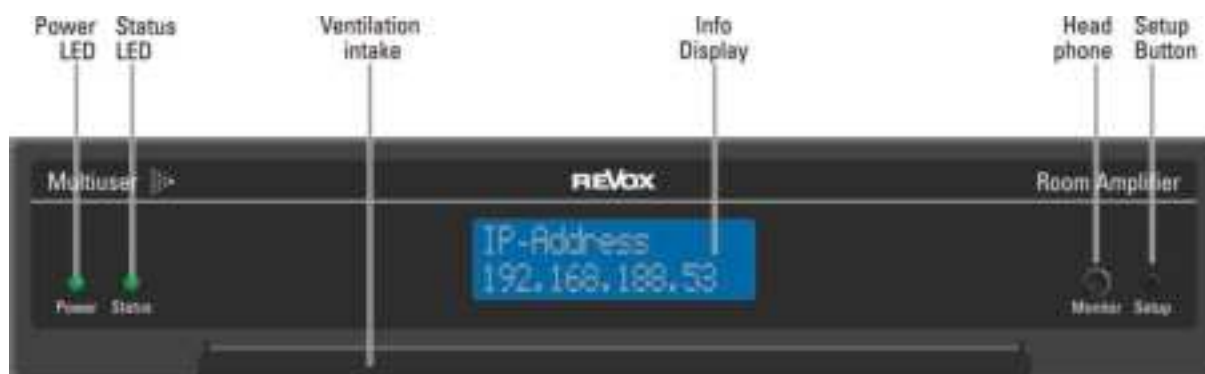 Power LED
Status LED
Ventilation intake
Info Display
Head phone
Setup Button
Multiuser
REVOX
Room Amplifier
IP-Address
192.168.188.53
Power
Status
Monitor
Setup